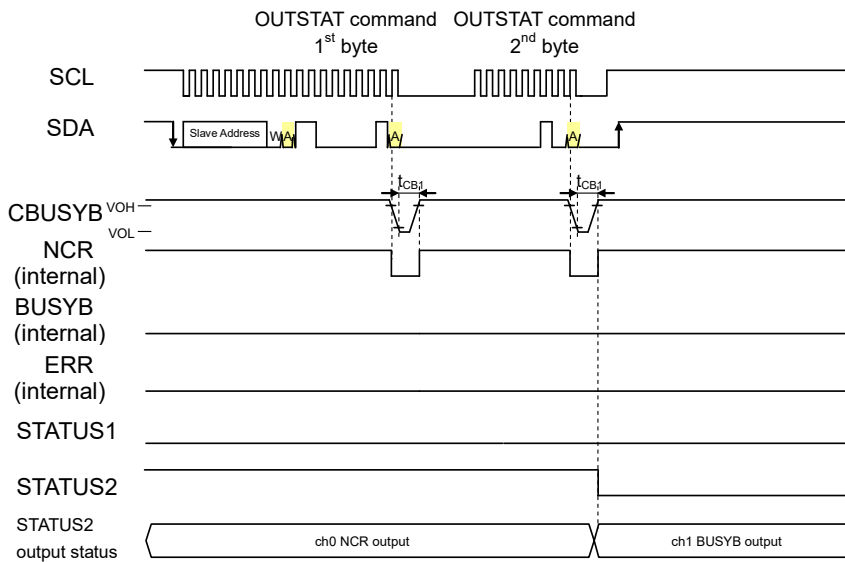 OUTSTAT command
1st byte
OUTSTAT command
2nd byte
SCL
SDA
Slave Address
W
A
A
A
tCB1
tCB1
CBUSYB
VOH
VOL
NCR
(internal)
BUSYB
(internal)
ERR
(internal)
STATUS1
STATUS2
STATUS2
output status
ch0 NCR output
ch1 BUSYB output